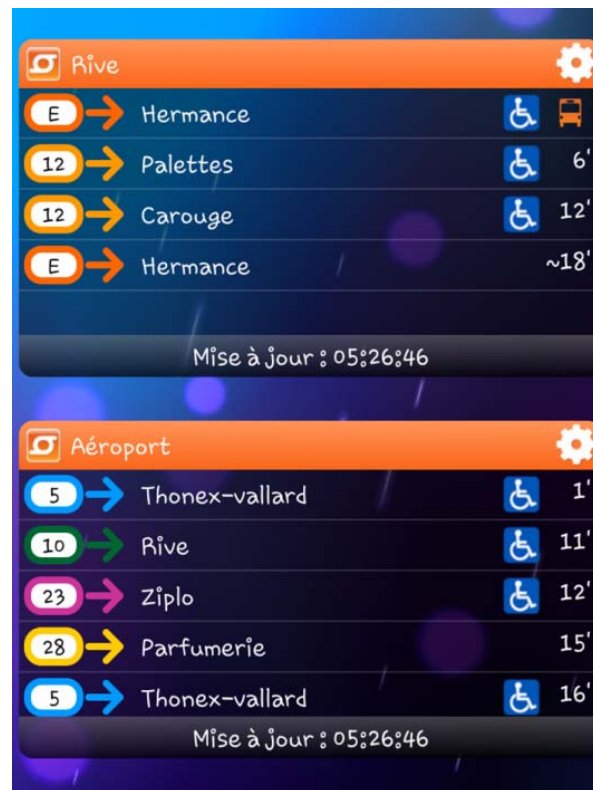 Rive
E Hermance
12 Palettes 6'
12 Carouge 12'
E Hermance ~18'
Mise à jour : 05:26:46
Aéroport
5 Thonex-vallard 1'
10 Rive 11'
23 Ziplo 12'
28 Parfumerie 15'
5 Thonex-vallard 16'
Mise à jour : 05:26:46